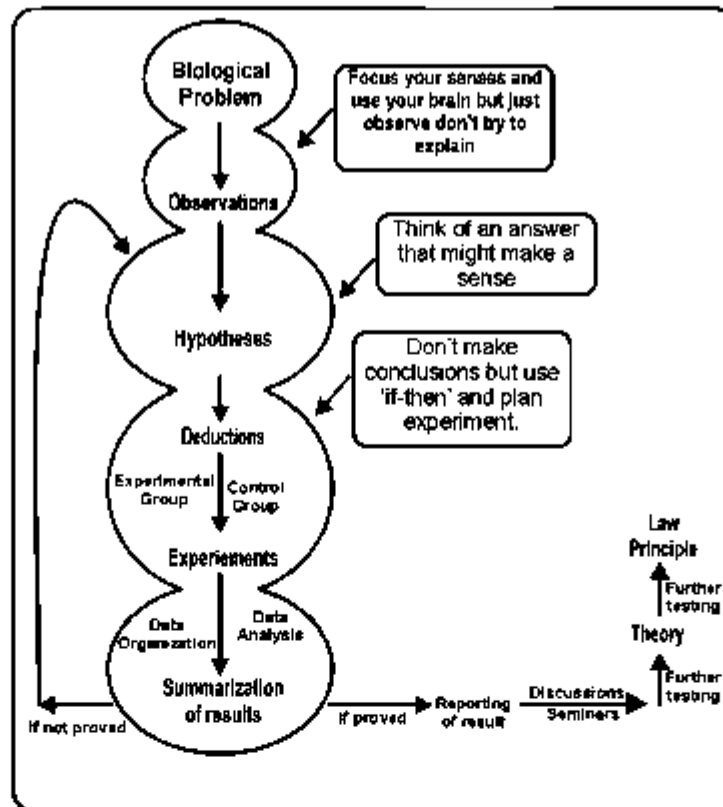 Biological
Problem
Focus your senses and
use your brain but just
observe don't try to
explain
Observations
Think of an answer
that might make a
sense
Hypotheses
Don't make
conclusions but use
'if-then' and plan
experiment.
Deductions
Experimental
Group
Control
Group
Experiements
Data
Organization
Data
Analysis
Summarization
of results
If not proved
If proved
Reporting
of result
Discussions
Seminers
Further
testing
Theory
Further
testing
Law
Principle